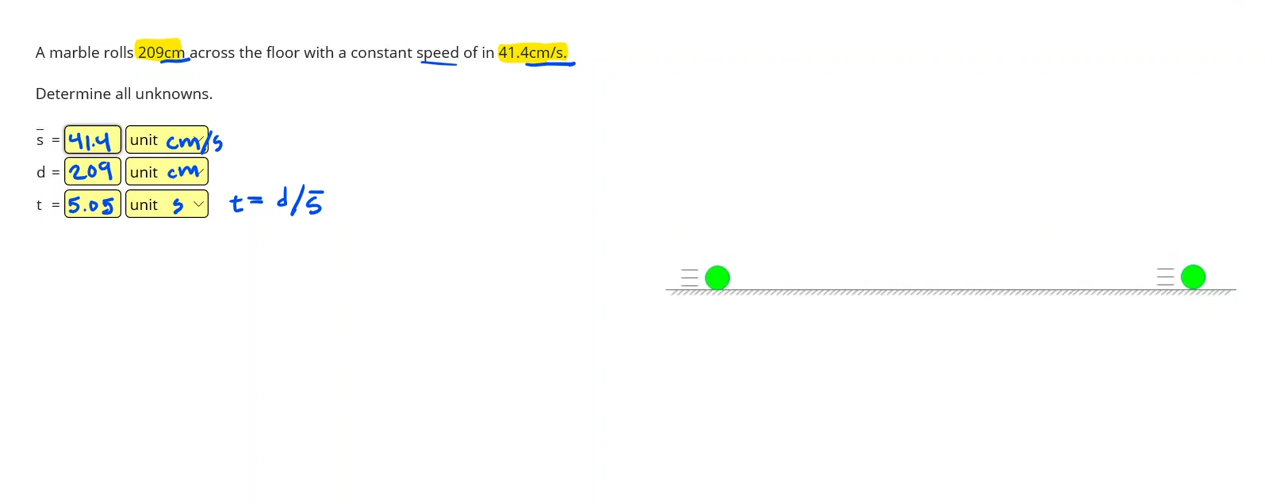 A marble rolls 209cm across the floor with a constant speed of in 41.4cm/s.
Determine all unknowns.
s̅ = 41.4 unit cm/s
d = 209 unit cm
t = 5.05 unit s t = d/s̅